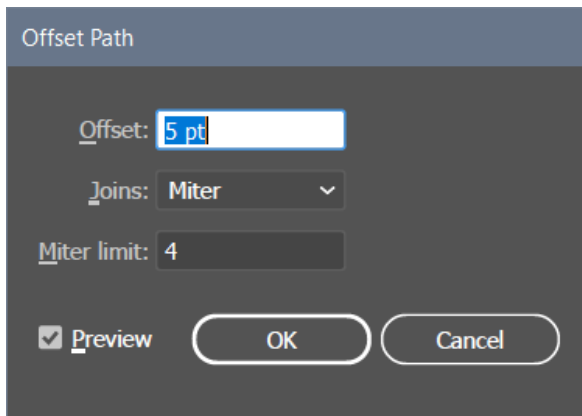 Offset Path
Offset: 5 pt
Joins: Miter
Miter limit: 4
Preview OK Cancel